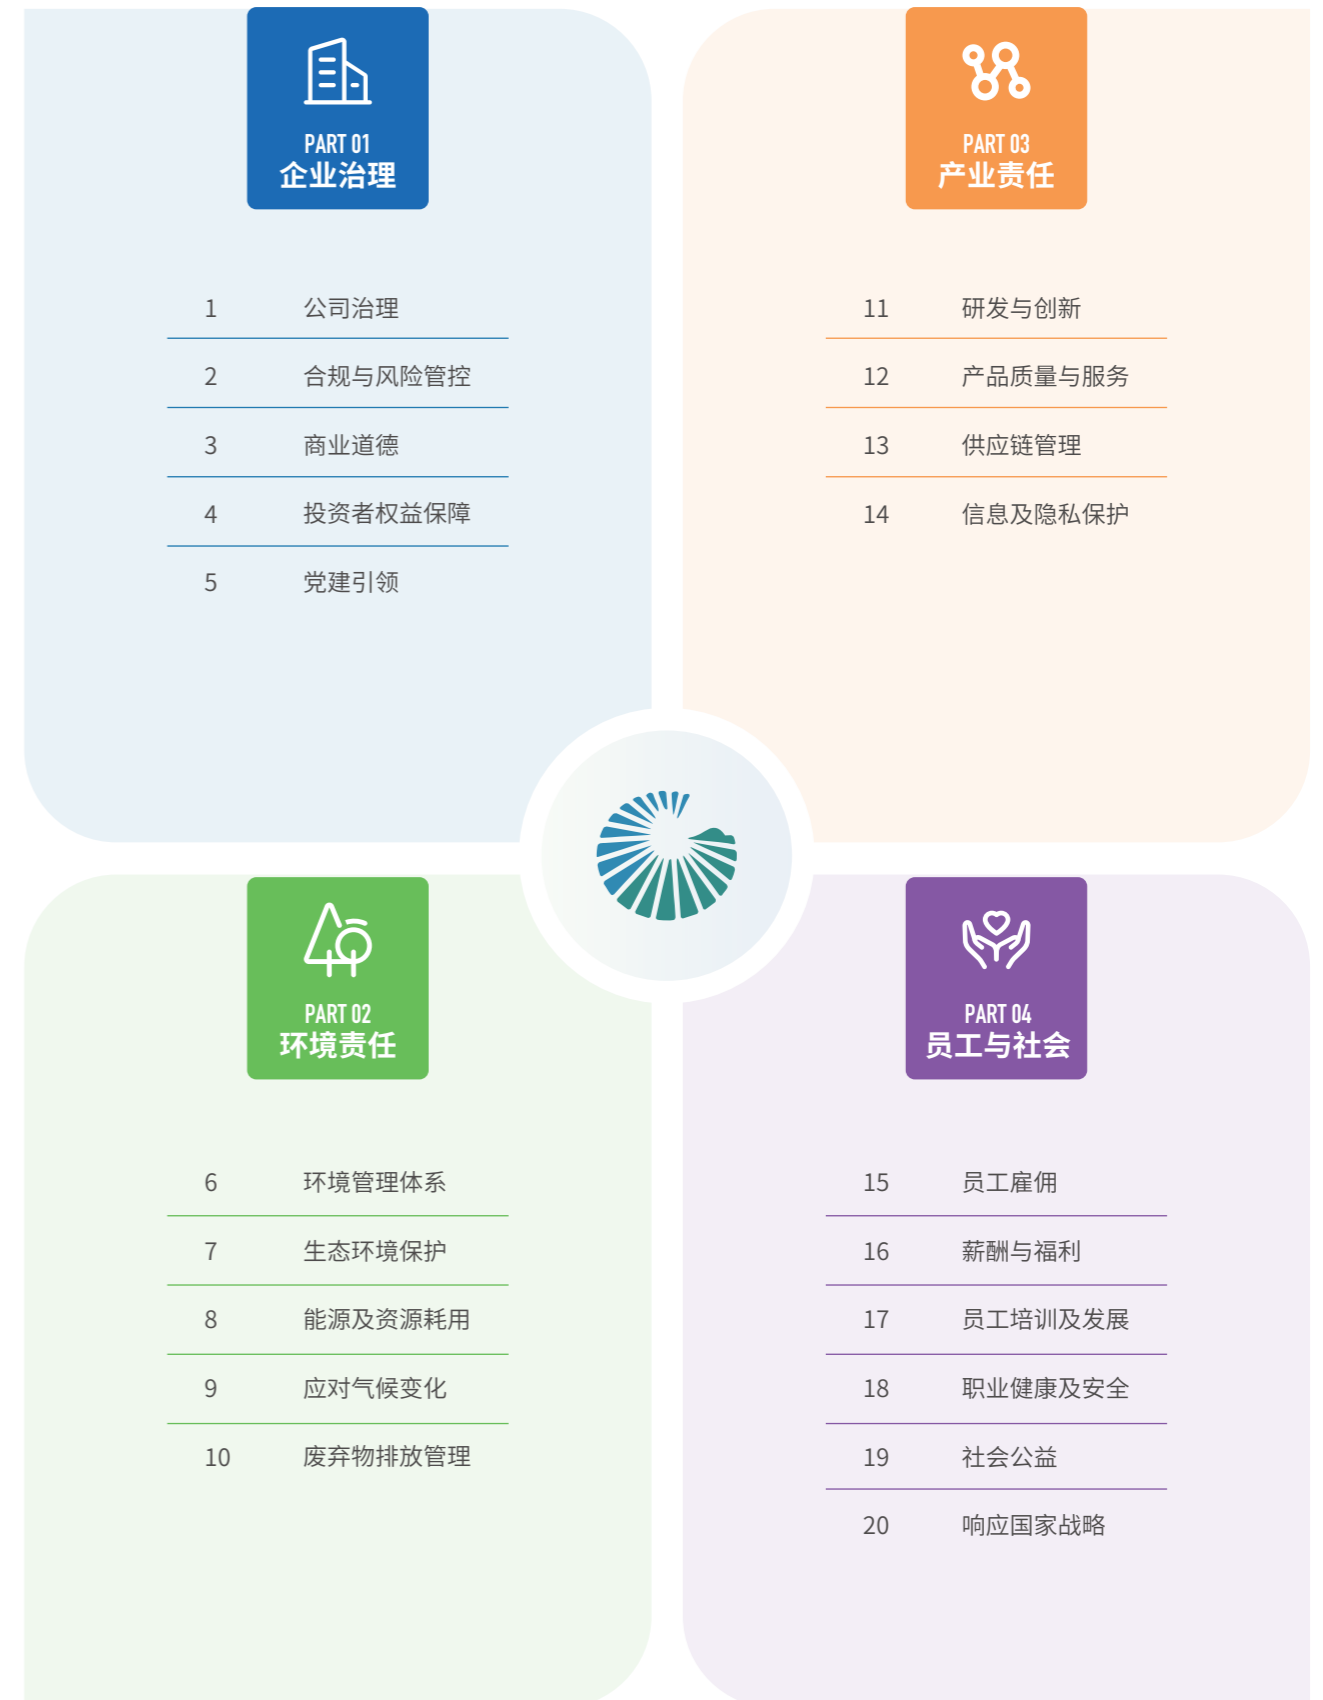 PART 01
企业治理
1 公司治理
2 合规与风险管控
3 商业道德
4 投资者权益保障
5 党建引领
PART 02
环境责任
6 环境管理体系
7 生态环境保护
8 能源及资源耗用
9 应对气候变化
10 废弃物排放管理
PART 03
产业责任
11 研发与创新
12 产品质量与服务
13 供应链管理
14 信息及隐私保护
PART 04
员工与社会
15 员工雇佣
16 薪酬与福利
17 员工培训及发展
18 职业健康及安全
19 社会公益
20 响应国家战略